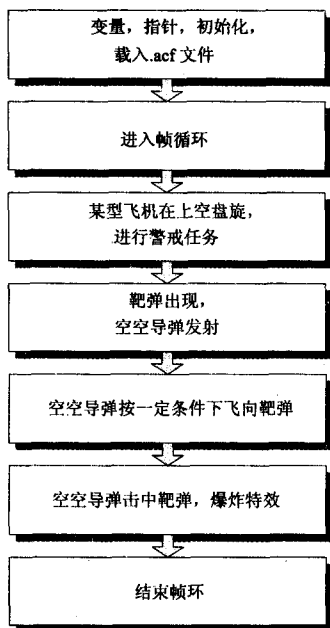 变量，指针，初始化，
载入.acf 文件
进入帧循环
某型飞机在上空盘旋，
进行警戒任务
靶弹出现，
空空导弹发射
空空导弹按一定条件下飞向靶弹
空空导弹击中靶弹，爆炸特效
结束帧环